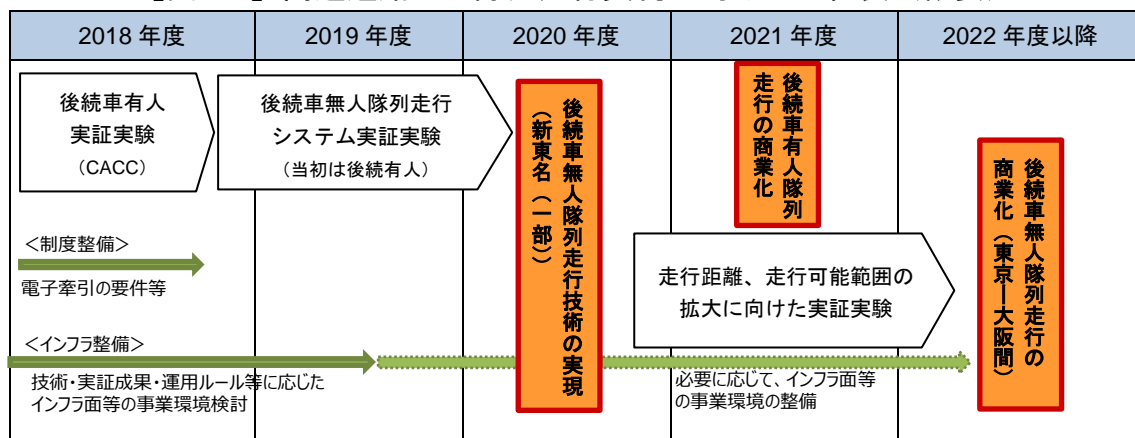 2018 年度
2019 年度
2020 年度
2021 年度
2022 年度以降
後続車有人
実証実験
（CACC）
後続車無人隊列走行
システム実証実験
（当初は後続有人）
後続車無人隊列走行技術の実現
（新東名（一部））
後続車有人隊列
走行の商業化
後続車無人隊列走行の
商業化（東京―大阪間）
＜制度整備＞
電子牽引の要件等
走行距離、走行可能範囲の
拡大に向けた実証実験
＜インフラ整備＞
技術・実証成果・運用ルール等に応じた
インフラ面等の事業環境検討
必要に応じて、インフラ面等
の事業環境の整備